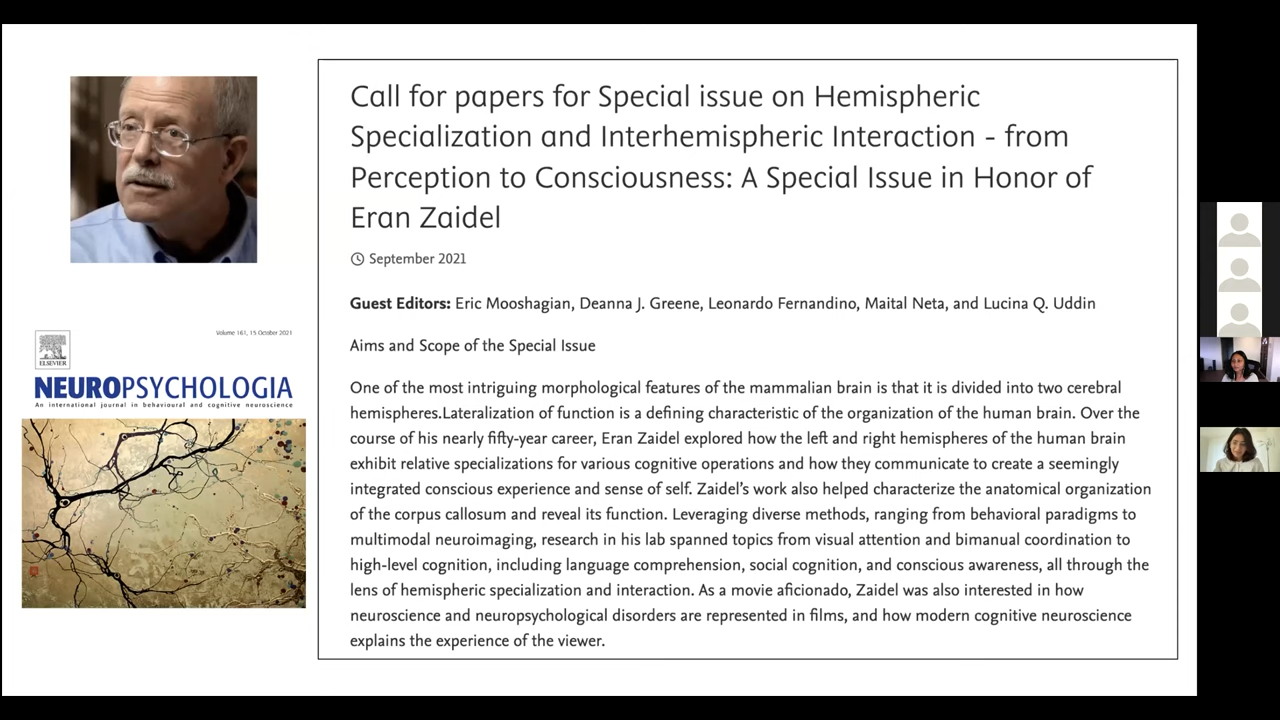 Call for papers for Special issue on Hemispheric
Specialization and Interhemispheric Interaction - from
Perception to Consciousness: A Special Issue in Honor of
Eran Zaidel
September 2021
Guest Editors: Eric Mooshagian, Deanna J. Greene, Leonardo Fernandino, Maital Neta, and Lucina Q. Uddin
Aims and Scope of the Special Issue
One of the most intriguing morphological features of the mammalian brain is that it is divided into two cerebral
hemispheres.Lateralization of function is a defining characteristic of the organization of the human brain. Over the
course of his nearly fifty-year career, Eran Zaidel explored how the left and right hemispheres of the human brain
exhibit relative specializations for various cognitive operations and how they communicate to create a seemingly
integrated conscious experience and sense of self. Zaidel’s work also helped characterize the anatomical organization
of the corpus callosum and reveal its function. Leveraging diverse methods, ranging from behavioral paradigms to
multimodal neuroimaging, research in his lab spanned topics from visual attention and bimanual coordination to
high-level cognition, including language comprehension, social cognition, and conscious awareness, all through the
lens of hemispheric specialization and interaction. As a movie aficionado, Zaidel was also interested in how
neuroscience and neuropsychological disorders are represented in films, and how modern cognitive neuroscience
explains the experience of the viewer.
Volume 161, 15 October 2021
ELSEVIER
NEUROPSYCHOLOGIA
An international journal in behavioural and cognitive neuroscience